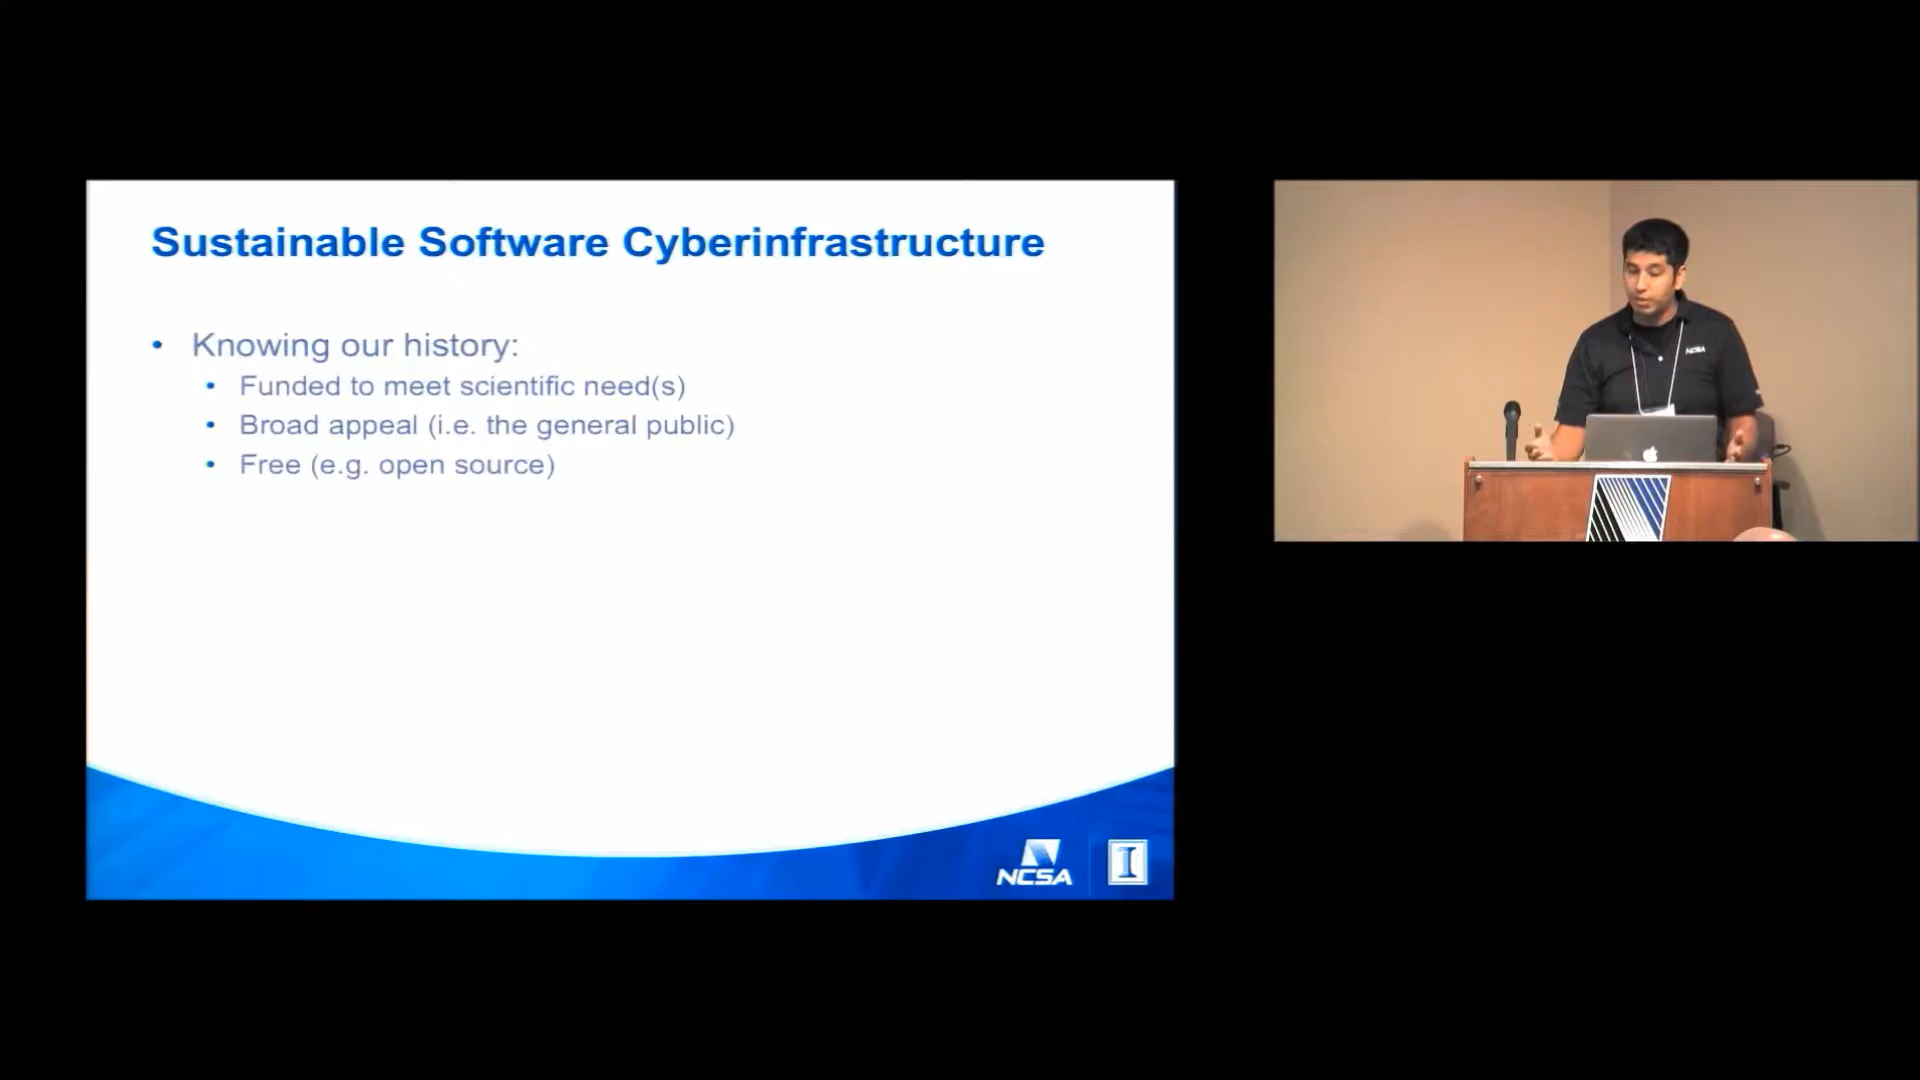 Sustainable Software Cyberinfrastructure
• Knowing our history:
• Funded to meet scientific need(s)
• Broad appeal (i.e. the general public)
• Free (e.g. open source)
NCSA
I
NCSA